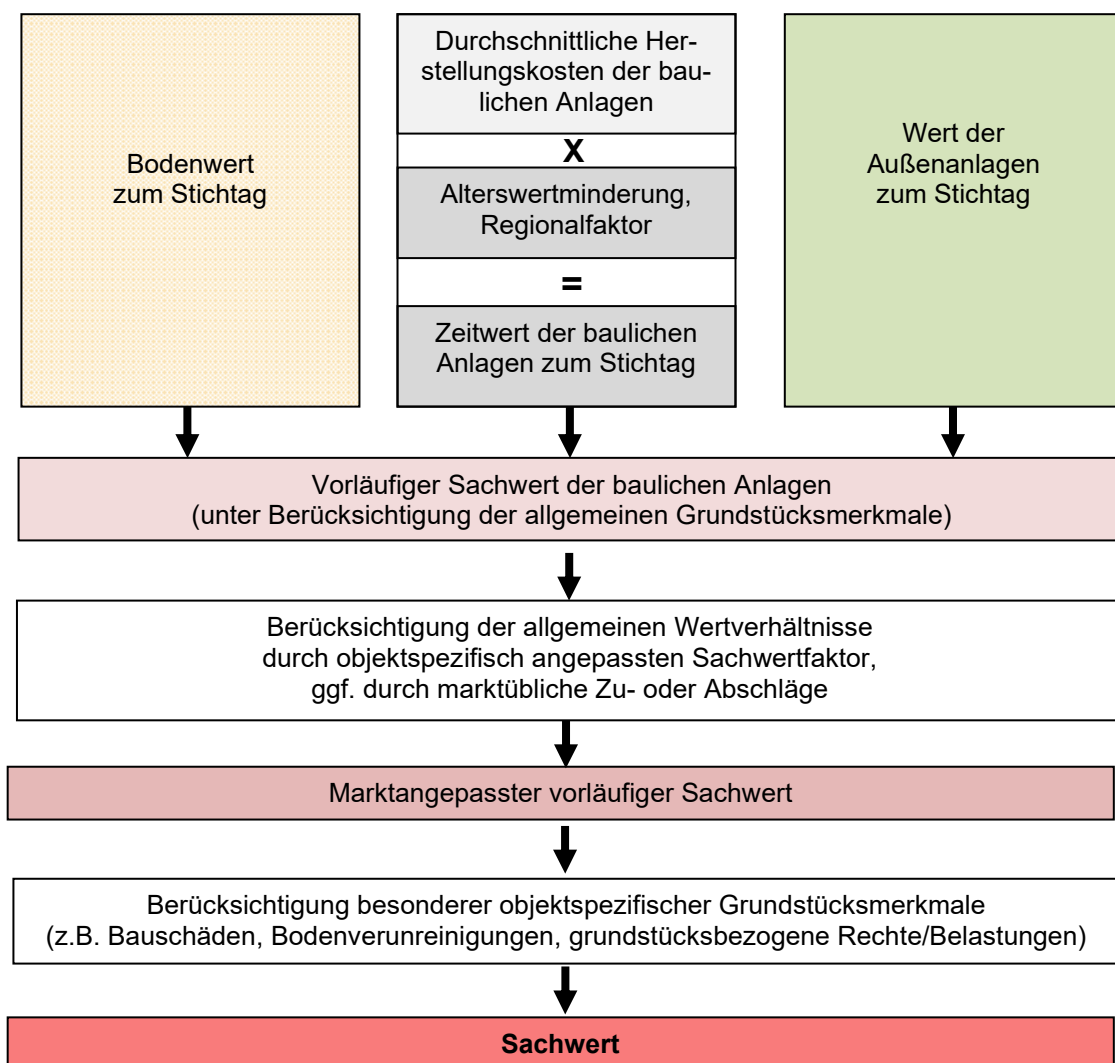 Bodenwert
zum Stichtag
Durchschnittliche Her-
stellungskosten der bau-
lichen Anlagen
X
Alterswertminderung,
Regionalfaktor
=
Zeitwert der baulichen
Anlagen zum Stichtag
Wert der
Außenanlagen
zum Stichtag
Vorläufiger Sachwert der baulichen Anlagen
(unter Berücksichtigung der allgemeinen Grundstücksmerkmale)
Berücksichtigung der allgemeinen Wertverhältnisse
durch objektspezifisch angepassten Sachwertfaktor,
ggf. durch marktübliche Zu- oder Abschläge
Marktangepasster vorläufiger Sachwert
Berücksichtigung besonderer objektspezifischer Grundstücksmerkmale
(z.B. Bauschäden, Bodenverunreinigungen, grundstücksbezogene Rechte/Belastungen)
Sachwert